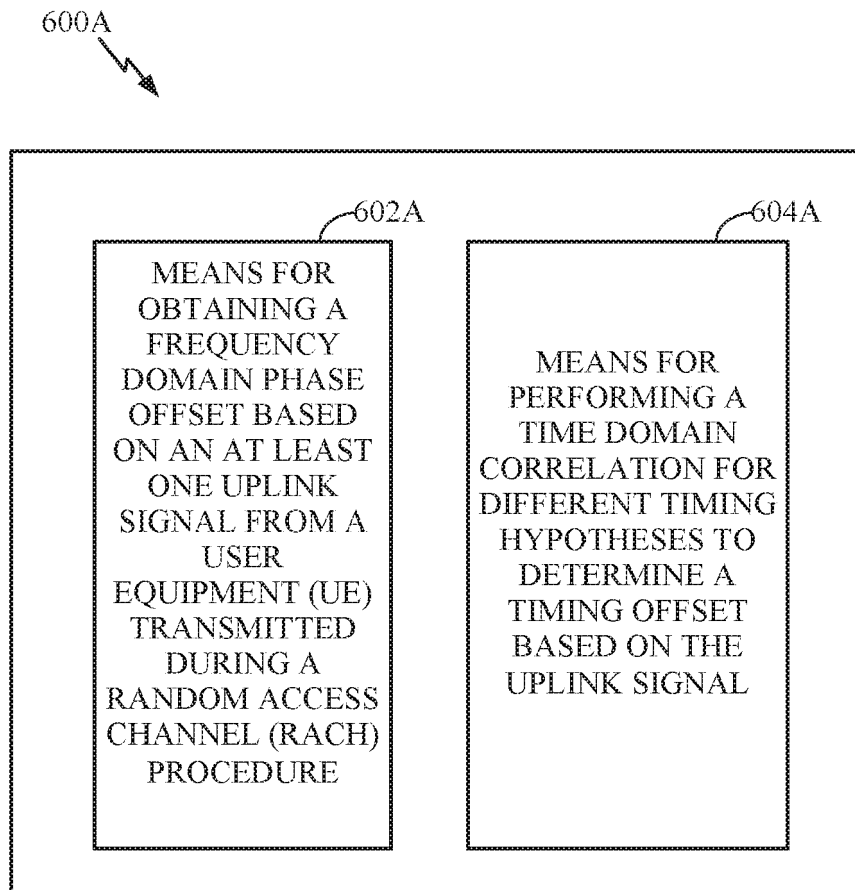 600A
602A
MEANS FOR
OBTAINING A
FREQUENCY
DOMAIN PHASE
OFFSET BASED
ON AN AT LEAST
ONE UPLINK
SIGNAL FROM A
USER
EQUIPMENT (UE)
TRANSMITTED
DURING A
RANDOM ACCESS
CHANNEL (RACH)
PROCEDURE
604A
MEANS FOR
PERFORMING A
TIME DOMAIN
CORRELATION FOR
DIFFERENT TIMING
HYPOTHESES TO
DETERMINE A
TIMING OFFSET
BASED ON THE
UPLINK SIGNAL